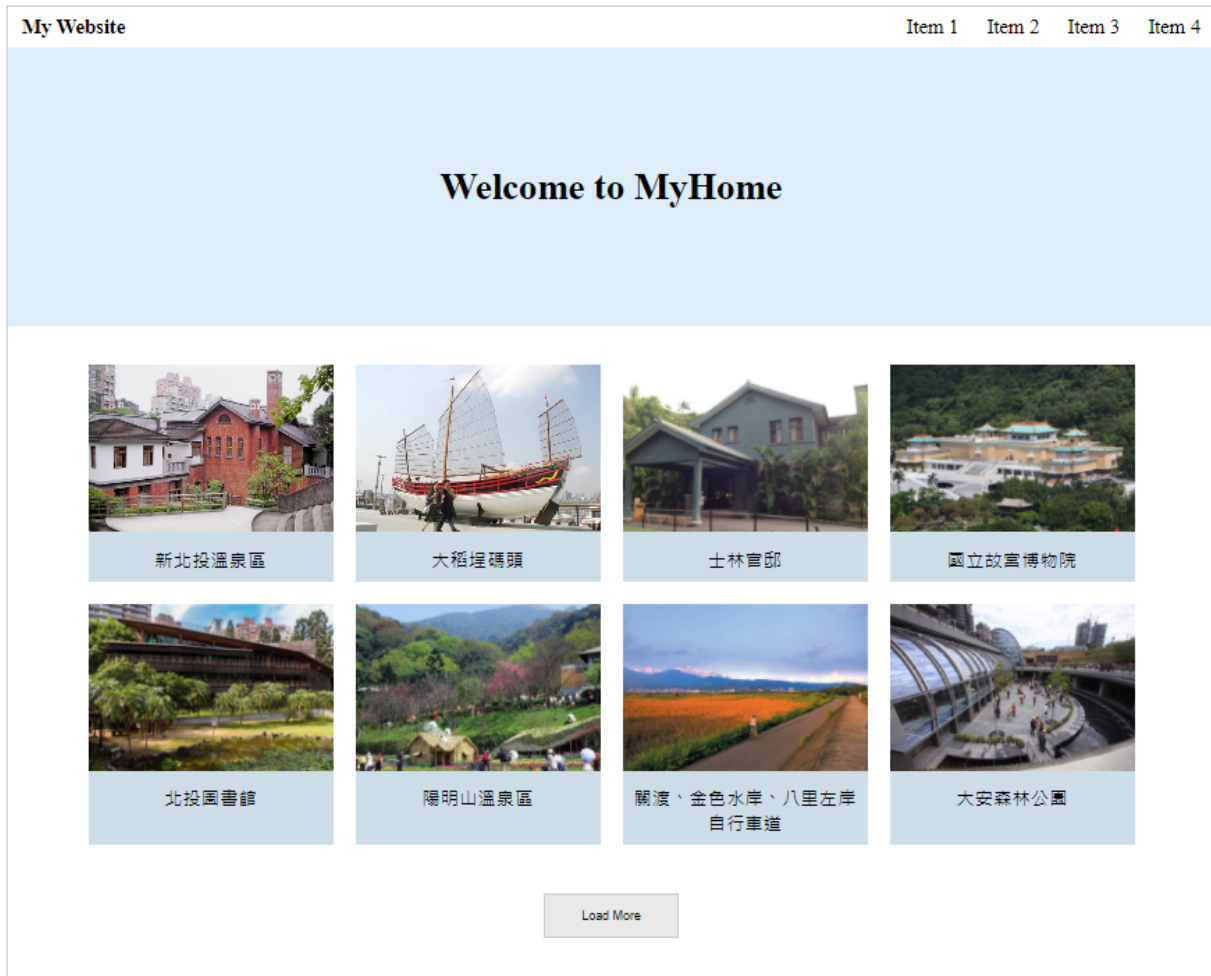 My Website
Item 1 Item 2 Item 3 Item 4
Welcome to MyHome
新北投溫泉區
大稻埕碼頭
士林官邸
國立故宮博物院
北投圖書館
陽明山溫泉區
關渡、金色水岸、八里左岸
自行車道
大安森林公園
Load More